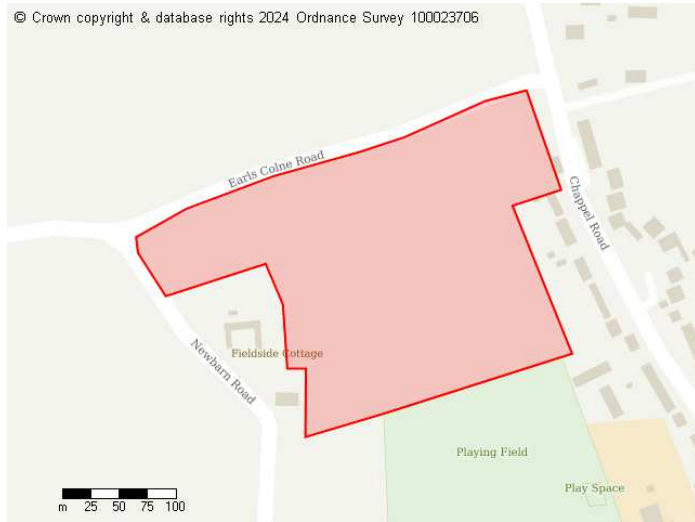 © Crown copyright & database rights 2024 Ordnance Survey 100023706
Earls Colne Road
Chappel Road
Fieldside Cottage
Newbarn Road
Playing Field
Play Space
m 25 50 75 100